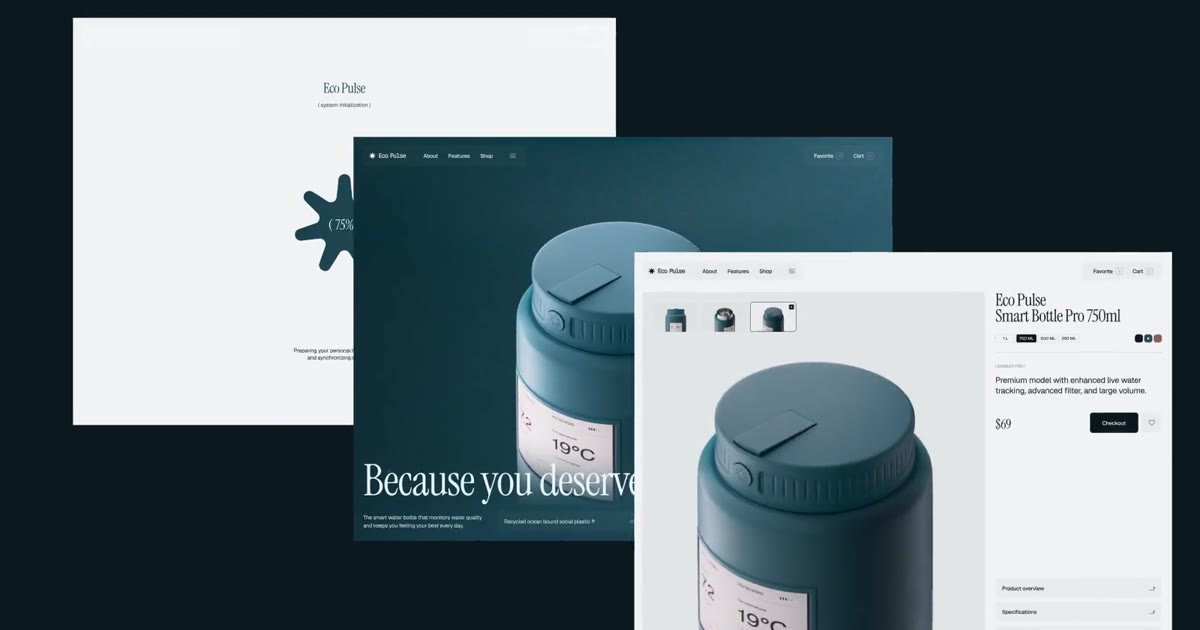 Eco Pulse
( system initialization )
( 75%
Preparing your
and synchronizing
Eco Pulse
About
Features
Shop
Favorite
Cart
19°C
Because you deserve
The smart water bottle that monitors water quality
and keeps you feeling your best every day.
Recycled ocean bound social plastic
Eco Pulse
About
Features
Shop
Favorite
Cart
Eco Pulse
Smart Bottle Pro 750ml
1 L
750 ML
500 ML
350 ML
Premium model with enhanced live water
tracking, advanced filter, and large volume.
$69
Checkout
7.2
19°C
Product overview
Specifications